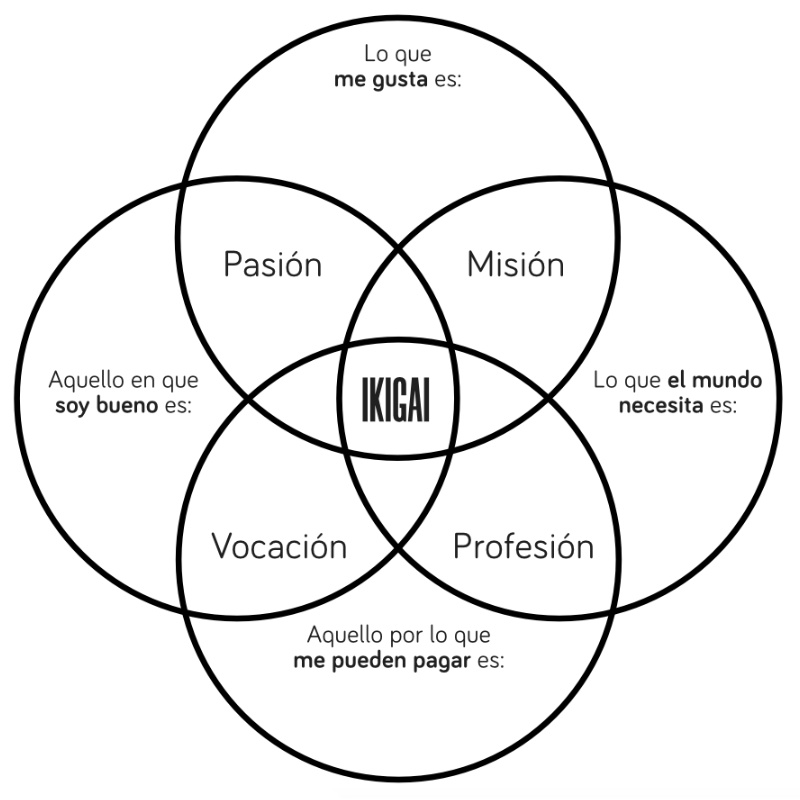 Lo que
me gusta es:
Pasión
Misión
Aquello en que
soy bueno es:
IKIGAI
Lo que el mundo
necesita es:
Vocación
Profesión
Aquello por lo que
me pueden pagar es: